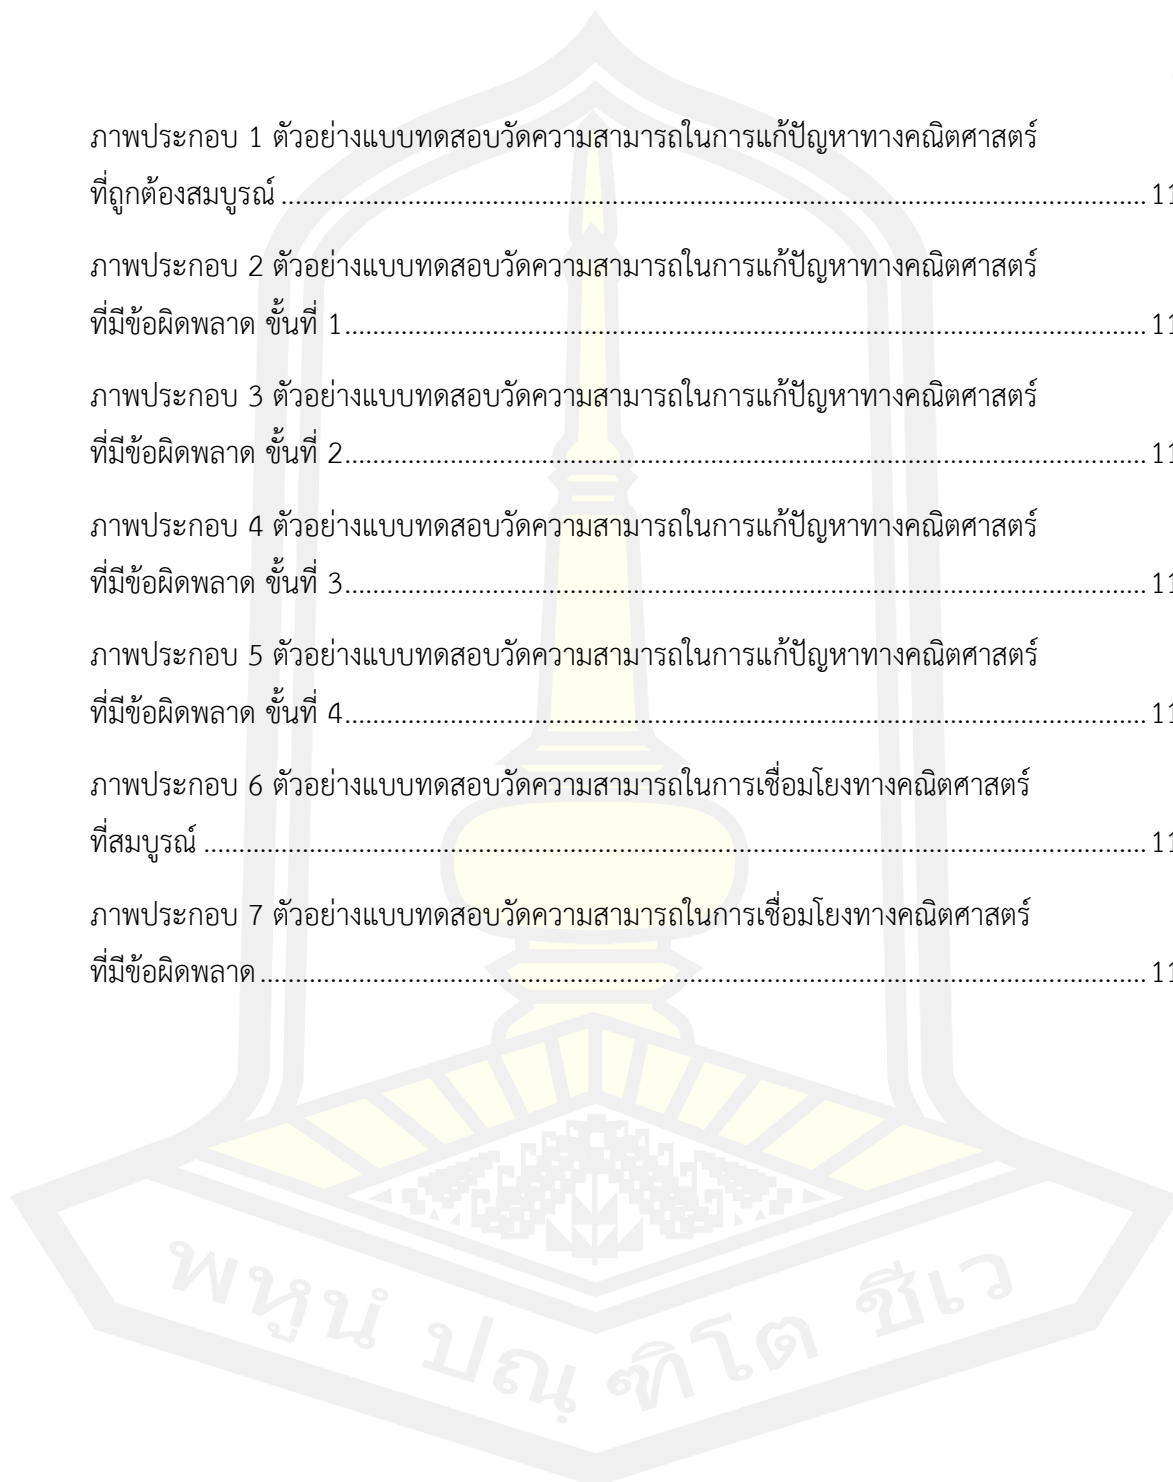 ภาพประกอบ 1 ตัวอย่างแบบทดสอบวัดความสามารถในการแก้ปัญหาทางคณิตศาสตร์
ที่ถูกต้องสมบูรณ์ ........................................................................................................................... 11
ภาพประกอบ 2 ตัวอย่างแบบทดสอบวัดความสามารถในการแก้ปัญหาทางคณิตศาสตร์
ที่มีข้อผิดพลาด ขั้นที่ 1.................................................................................................................. 11
ภาพประกอบ 3 ตัวอย่างแบบทดสอบวัดความสามารถในการแก้ปัญหาทางคณิตศาสตร์
ที่มีข้อผิดพลาด ขั้นที่ 2.................................................................................................................. 11
ภาพประกอบ 4 ตัวอย่างแบบทดสอบวัดความสามารถในการแก้ปัญหาทางคณิตศาสตร์
ที่มีข้อผิดพลาด ขั้นที่ 3.................................................................................................................. 11
ภาพประกอบ 5 ตัวอย่างแบบทดสอบวัดความสามารถในการแก้ปัญหาทางคณิตศาสตร์
ที่มีข้อผิดพลาด ขั้นที่ 4.................................................................................................................. 11
ภาพประกอบ 6 ตัวอย่างแบบทดสอบวัดความสามารถในการเชื่อมโยงทางคณิตศาสตร์
ที่สมบูรณ์ ...................................................................................................................................... 11
ภาพประกอบ 7 ตัวอย่างแบบทดสอบวัดความสามารถในการเชื่อมโยงทางคณิตศาสตร์
ที่มีข้อผิดพลาด.............................................................................................................................. 11
พหูนํ ปณฺฑิโต ชีเว